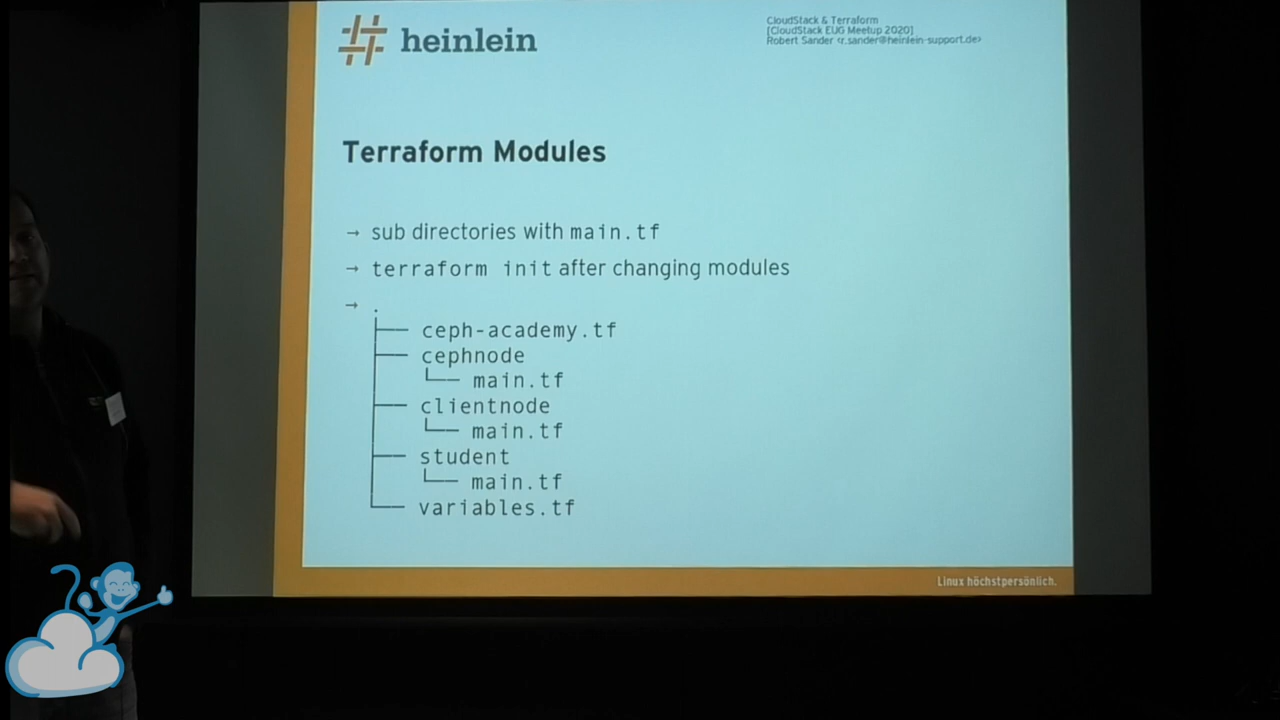 heinlein
CloudStack & Terraform
[CloudStack EUG Meetup 2020]
Robert Sander <r.sander@heinlein-support.de>
Terraform Modules
→ sub directories with main.tf
→ terraform init after changing modules
→ .
├── ceph-academy.tf
├── cephnode
└── main.tf
├── clientnode
└── main.tf
├── student
└── main.tf
└── variables.tf
Linux höchstpersönlich.